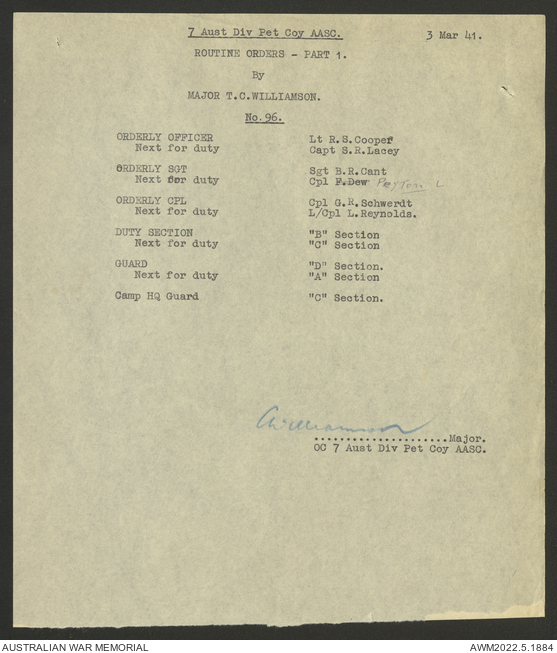 7 Aust Div Pet Coy AASC. 3 Mar 41.
ROUTINE ORDERS - PART 1.
By
MAJOR T.C.WILLIAMSON.
No.96.
ORDERLY OFFICER Lt R.S.Cooper
Next for duty Capt S.R.Lacey
ORDERLY SGT Sgt B.R.Cant
Next for duty Cpl F.Dew Peyton L
ORDERLY CPL Cpl G.R.Schwerdt
Next for duty L/Cpl L.Reynolds.
DUTY SECTION "B" Section
Next for duty "C" Section
GUARD "D" Section.
Next for duty "A" Section
Camp HQ Guard "C" Section.
Williamson
......................Major.
OC 7 Aust Div Pet Coy AASC.
AUSTRALIAN WAR MEMORIAL AWM2022.5.1884